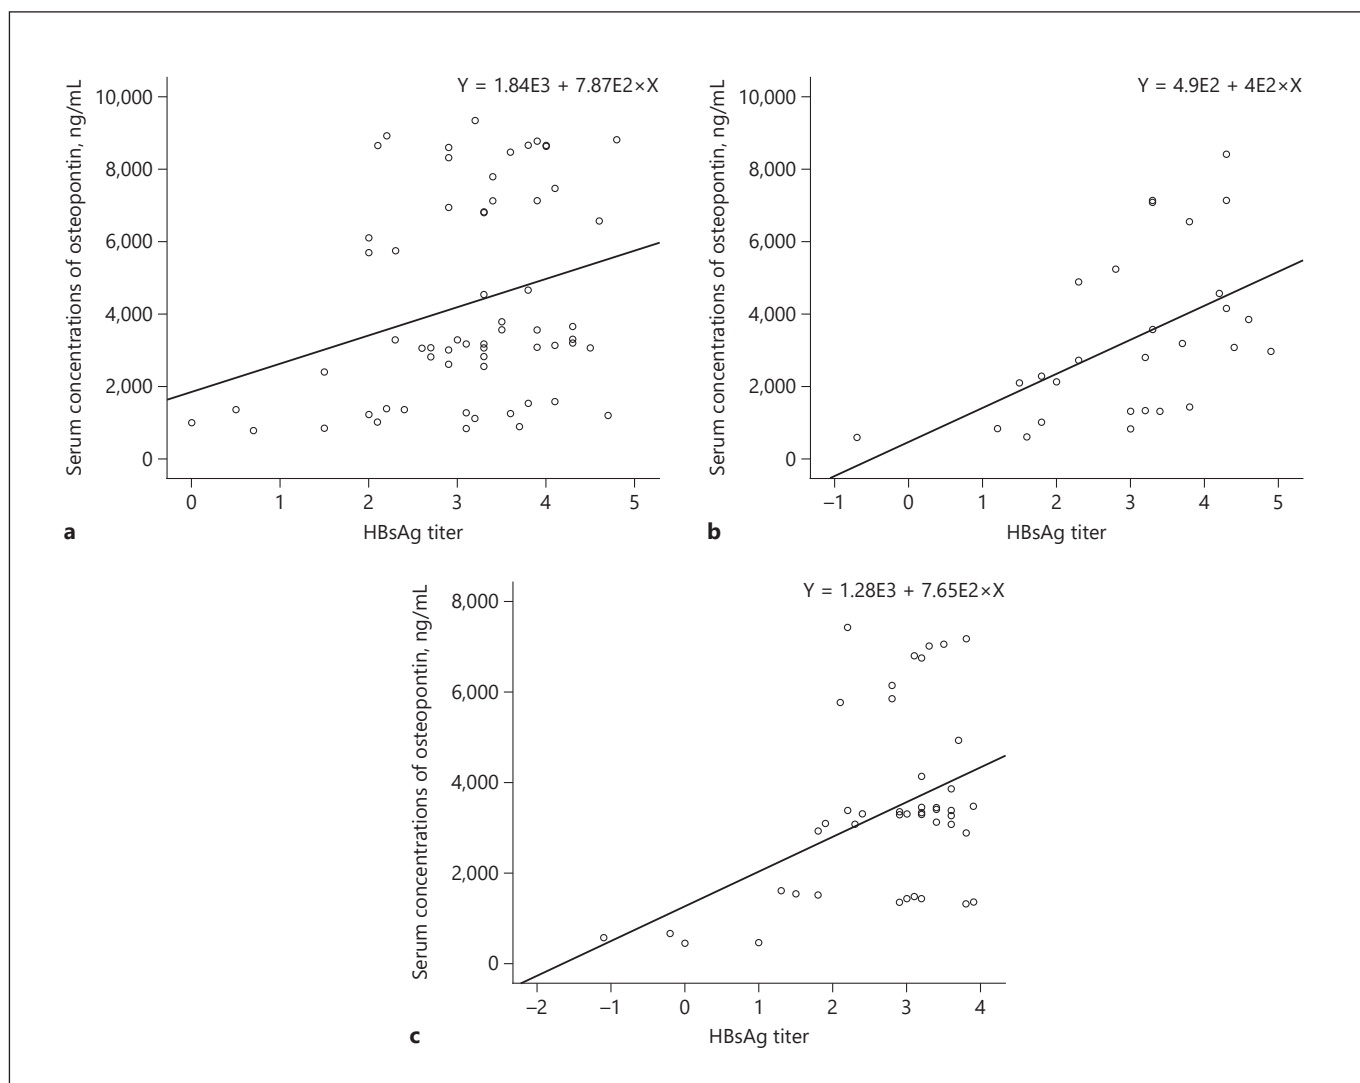 Y = 1.84E3 + 7.87E2×X
Serum concentrations of osteopontin, ng/mL
10,000
8,000
6,000
4,000
2,000
0
0 1 2 3 4 5
HBsAg titer
a
Y = 4.9E2 + 4E2×X
Serum concentrations of osteopontin, ng/mL
10,000
8,000
6,000
4,000
2,000
0
–1 0 1 2 3 4 5
HBsAg titer
b
Y = 1.28E3 + 7.65E2×X
Serum concentrations of osteopontin, ng/mL
8,000
6,000
4,000
2,000
0
–2 –1 0 1 2 3 4
HBsAg titer
c